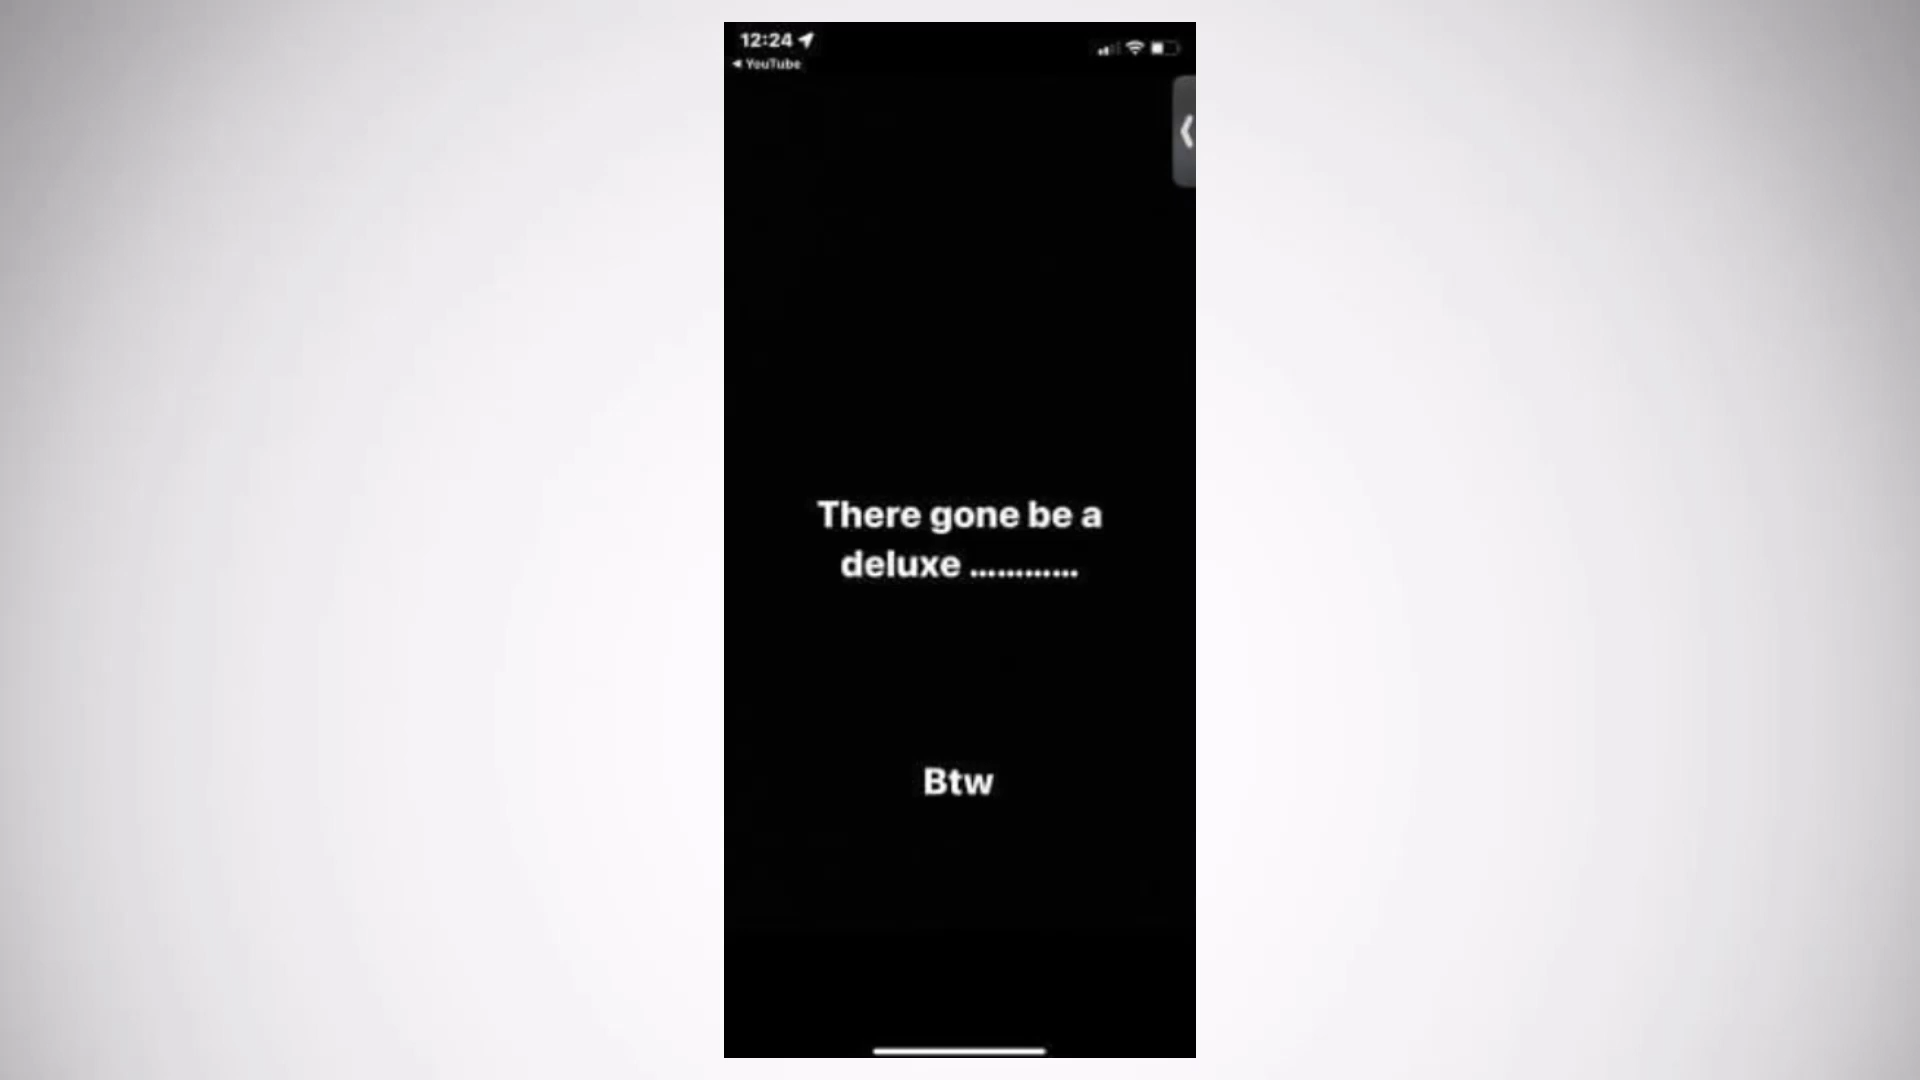 12:24
◀ YouTube
There gone be a
deluxe ............
Btw